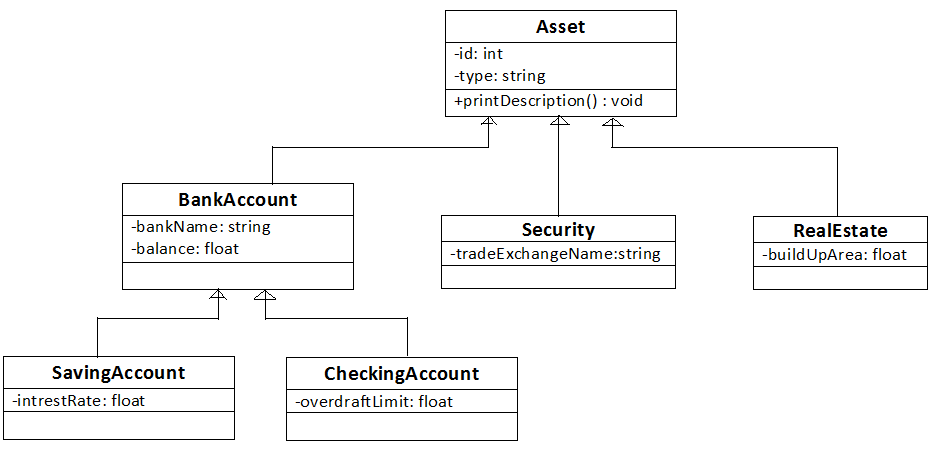 Asset
-id: int
-type: string
+printDescription() : void
BankAccount
-bankName: string
-balance: float
Security
-tradeExchangeName:string
RealEstate
-buildUpArea: float
SavingAccount
-intrestRate: float
CheckingAccount
-overdraftLimit: float